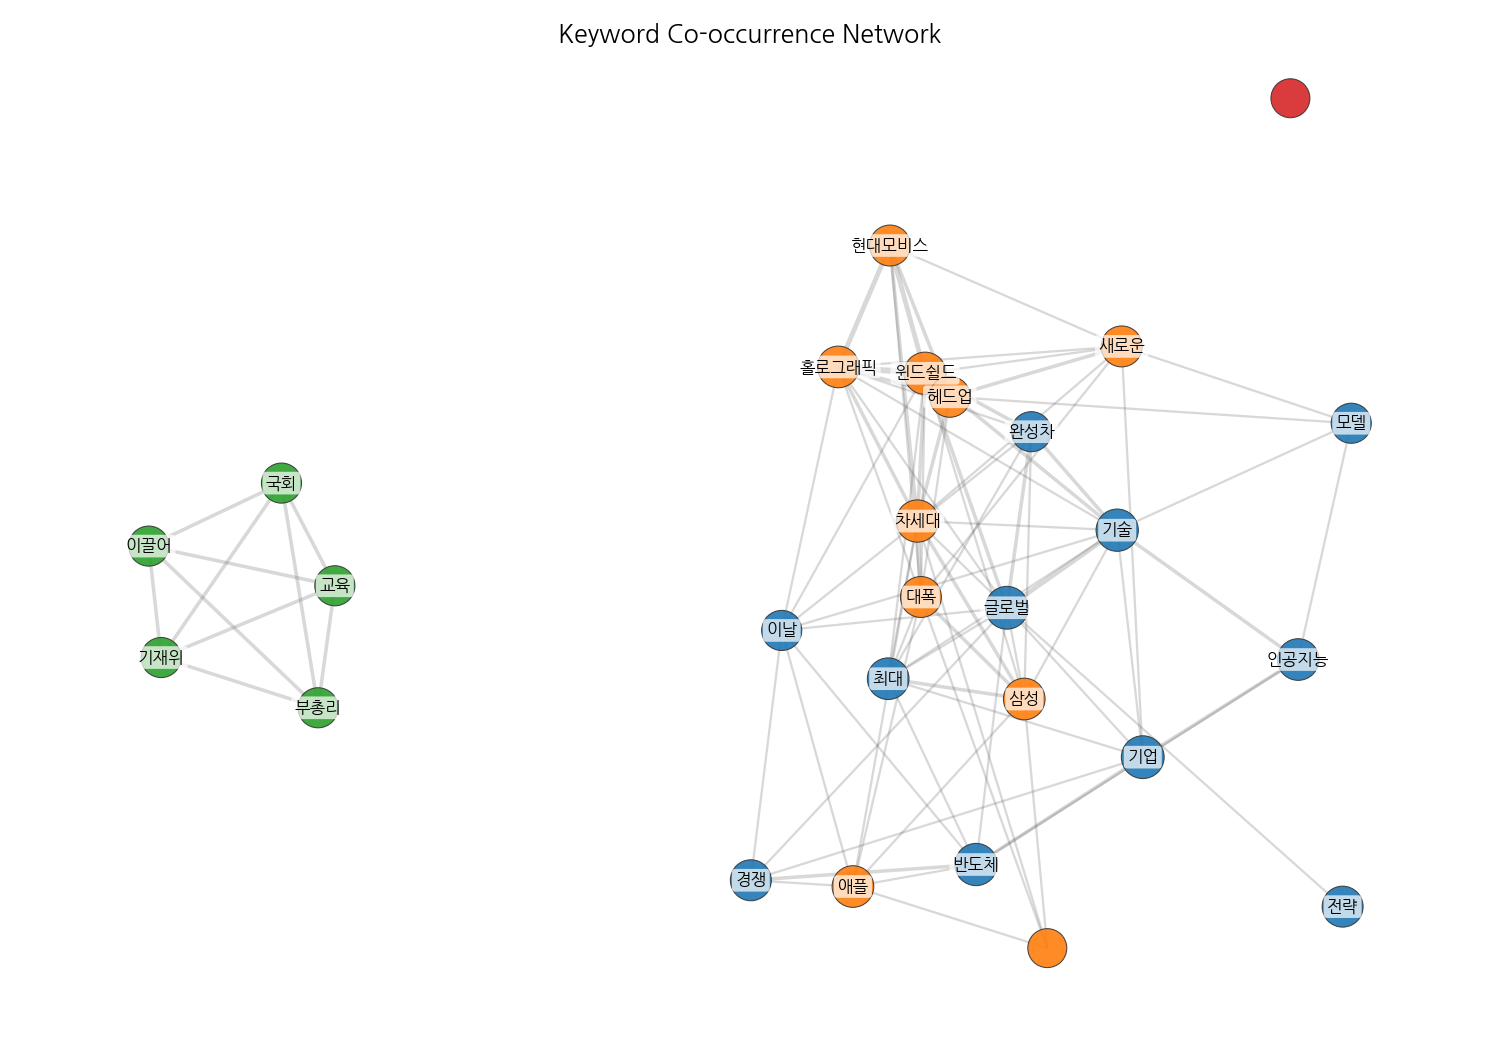 Keyword Co-occurrence Network
현대모비스
새로운
홀로그래픽
윈드쉴드
헤드업
모델
완성차
국회
차세대
기술
이끌어
교육
대폭
글로벌
이날
기재위
인공지능
최대
삼성
부총리
기업
반도체
경쟁
애플
전략